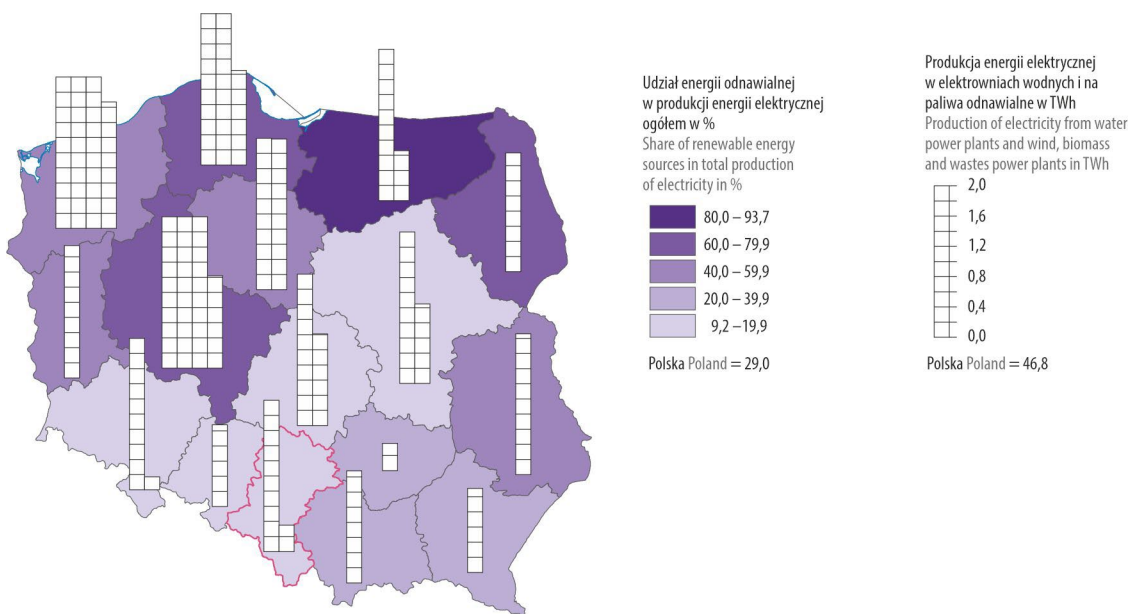 Udział energii odnawialnej
w produkcji energii elektrycznej
ogółem w %
Share of renewable energy
sources in total production
of electricity in %
80,0 – 93,7
60,0 – 79,9
40,0 – 59,9
20,0 – 39,9
9,2 –19,9
Polska Poland = 29,0
Produkcja energii elektrycznej
w elektrowniach wodnych i na
paliwa odnawialne w TWh
Production of electricity from water
power plants and wind, biomass
and wastes power plants in TWh
2,0
1,6
1,2
0,8
0,4
0,0
Polska Poland = 46,8